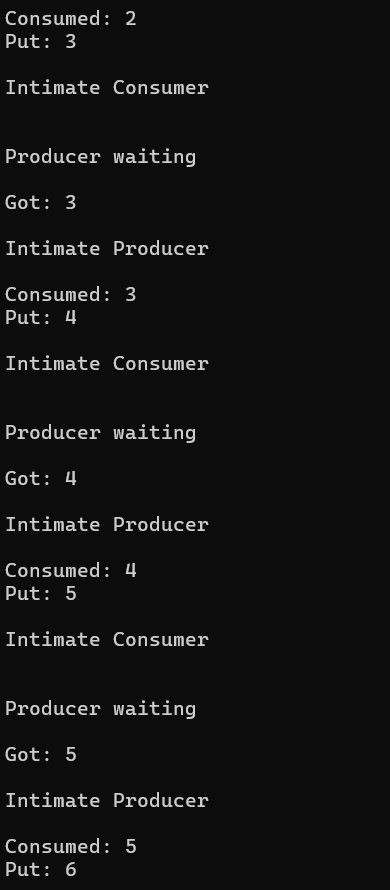 Consumed: 2
Put: 3
Intimate Consumer
Producer waiting
Got: 3
Intimate Producer
Consumed: 3
Put: 4
Intimate Consumer
Producer waiting
Got: 4
Intimate Producer
Consumed: 4
Put: 5
Intimate Consumer
Producer waiting
Got: 5
Intimate Producer
Consumed: 5
Put: 6